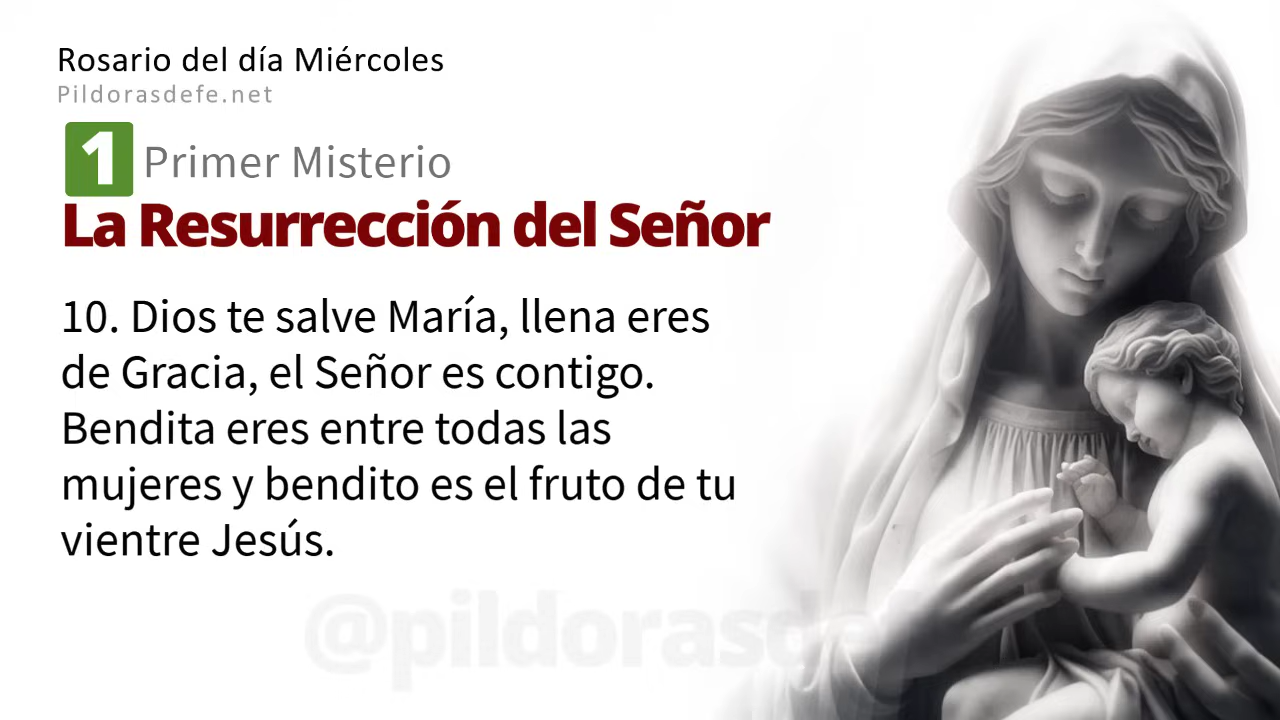 Rosario del día Miércoles
Pildorasdefe.net
1 Primer Misterio
La Resurrección del Señor
10. Dios te salve María, llena eres
de Gracia, el Señor es contigo.
Bendita eres entre todas las
mujeres y bendito es el fruto de tu
vientre Jesús.
@pildorasdef